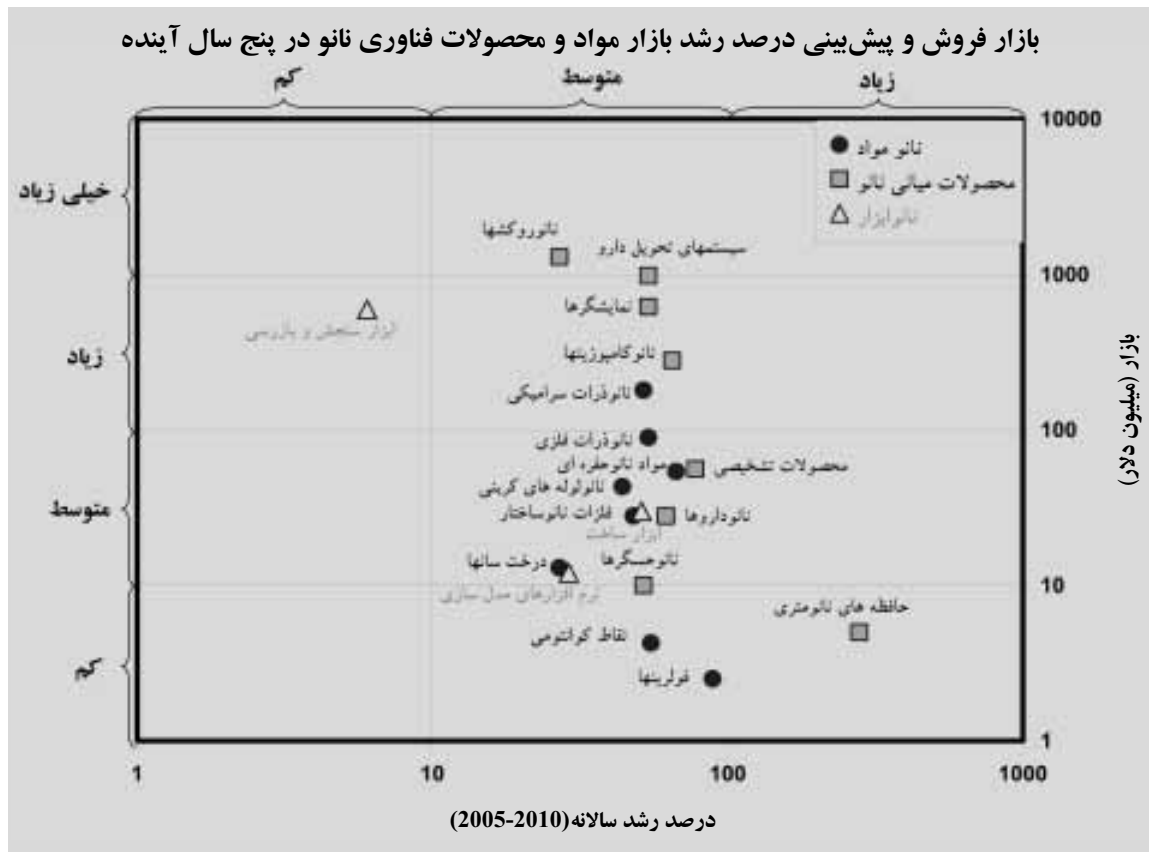 بازار فروش و پیش‌بینی درصد رشد بازار مواد و محصولات فناوری نانو در پنج سال آینده
زیاد
متوسط
کم
10000
1000
100
10
1
بازار (میلیون دلار)
خیلی زیاد
زیاد
متوسط
کم
نانو مواد
محصولات میانی نانو
نانوابزار
نانوروکشها
سیستمهای تحویل دارو
نمایشگرها
ابزار سنجش و بازرسی
نانوکامپوزیتها
نانوذرات سرامیکی
نانوذرات فلزی
مواد نانوحفره ای
محصولات تشخیصی
نانولوله های کربنی
فلزات نانوساختار
نانوداروها
ابزار ساخت
درخت سانها
نانوحسگرها
نرم افزارهای مدل سازی
حافظه های نانومتری
نقاط کوانتومی
فولرینها
1
10
100
1000
درصد رشد سالانه(2005-2010)